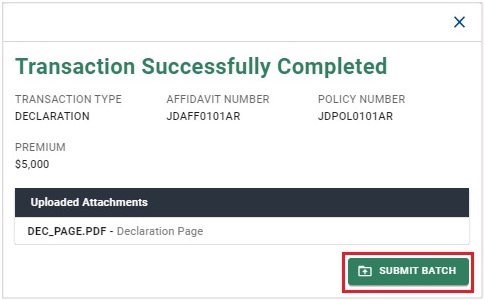 Transaction Successfully Completed
TRANSACTION TYPE AFFIDAVIT NUMBER POLICY NUMBER
DECLARATION JDAFF0101AR JDPOL0101AR
PREMIUM
$5,000
Uploaded Attachments
DEC_PAGE.PDF - Declaration Page
SUBMIT BATCH